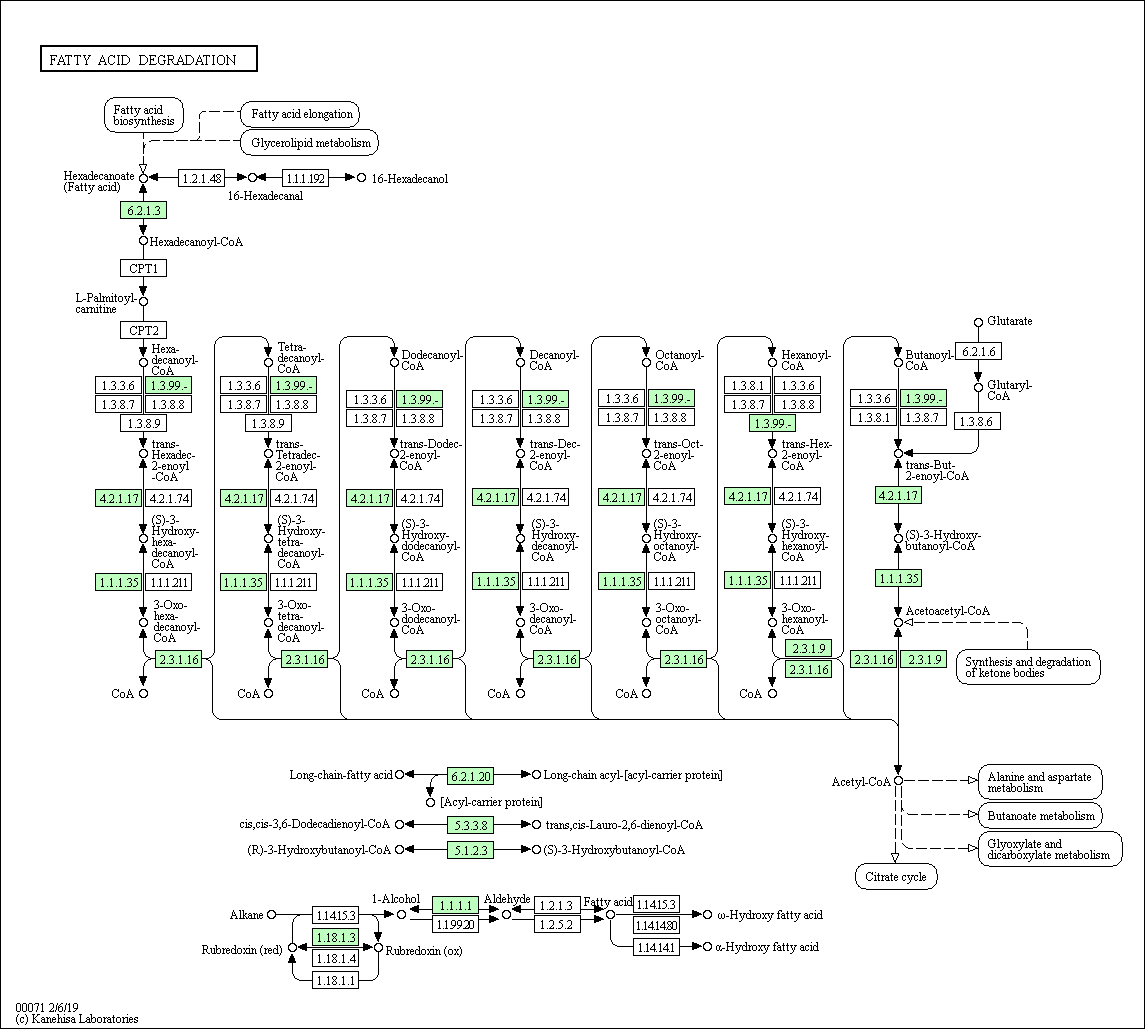 FATTY ACID DEGRADATION
Fatty acid
biosynthesis
Fatty acid elongation
Glycerolipid metabolism
Hexadecanoate
(Fatty acid)
1.2.1.48
16-Hexadecanal
1.1.1.192
16-Hexadecanol
6.2.1.3
Hexadecanoyl-CoA
CPT1
L-Palmitoyl-
carnitine
CPT2
Hexa-
decanoyl-
CoA
1.3.3.6
1.3.99.-
1.3.8.7
1.3.8.8
1.3.8.9
trans-
Hexadec-
2-enoyl
-CoA
4.2.1.17
4.2.1.74
(S)-3-
Hydroxy-
hexa-
decanoyl-
CoA
1.1.1.35
1.1.1.211
3-Oxo-
hexa-
decanoyl-
CoA
2.3.1.16
CoA
Tetra-
decanoyl-
CoA
1.3.3.6
1.3.99.-
1.3.8.7
1.3.8.8
1.3.8.9
trans-
Tetradec-
2-enoyl-
CoA
4.2.1.17
4.2.1.74
(S)-3-
Hydroxy-
tetra-
decanoyl-
CoA
1.1.1.35
1.1.1.211
3-Oxo-
tetra-
decanoyl-
CoA
2.3.1.16
CoA
Dodecanoyl-
CoA
1.3.3.6
1.3.99.-
1.3.8.7
1.3.8.8
trans-Dodec-
2-enoyl-
CoA
4.2.1.17
4.2.1.74
(S)-3-
Hydroxy-
dodecanoyl-
CoA
1.1.1.35
1.1.1.211
3-Oxo-
dodecanoyl-
CoA
2.3.1.16
CoA
Decanoyl-
CoA
1.3.3.6
1.3.99.-
1.3.8.7
1.3.8.8
trans-Dec-
2-enoyl-
CoA
4.2.1.17
4.2.1.74
(S)-3-
Hydroxy-
decanoyl-
CoA
1.1.1.35
1.1.1.211
3-Oxo-
decanoyl-
CoA
2.3.1.16
CoA
Octanoyl-
CoA
1.3.3.6
1.3.99.-
1.3.8.7
1.3.8.8
trans-Oct-
2-enoyl-
CoA
4.2.1.17
4.2.1.74
(S)-3-
Hydroxy-
octanoyl-
CoA
1.1.1.35
1.1.1.211
3-Oxo-
octanoyl-
CoA
2.3.1.16
CoA
Hexanoyl-
CoA
1.3.8.1
1.3.3.6
1.3.8.7
1.3.8.8
1.3.99.-
trans-Hex-
2-enoyl-
CoA
4.2.1.17
4.2.1.74
(S)-3-
Hydroxy-
hexanoyl-
CoA
1.1.1.35
1.1.1.211
3-Oxo-
hexanoyl-
CoA
2.3.1.9
2.3.1.16
CoA
Butanoyl-
CoA
1.3.3.6
1.3.99.-
1.3.8.1
1.3.8.7
trans-But-
2-enoyl-CoA
4.2.1.17
(S)-3-Hydroxy-
butanoyl-CoA
1.1.1.35
Acetoacetyl-CoA
2.3.1.16
2.3.1.9
Glutarate
6.2.1.6
Glutaryl-
CoA
1.3.8.6
Synthesis and degradation
of ketone bodies
Acetyl-CoA
Alanine and aspartate
metabolism
Butanoate metabolism
Glyoxylate and
dicarboxylate metabolism
Citrate cycle
Long-chain-fatty acid
6.2.1.20
Long-chain acyl-[acyl-carrier protein]
[Acyl-carrier protein]
cis,cis-3,6-Dodecadienoyl-CoA
5.3.3.8
trans,cis-Lauro-2,6-dienoyl-CoA
(R)-3-Hydroxybutanoyl-CoA
5.1.2.3
(S)-3-Hydroxybutanoyl-CoA
Alkane
1.14.15.3
1-Alcohol
1.1.1.1
1.1.99.20
Aldehyde
1.2.1.3
1.2.5.2
Fatty acid
1.14.15.3
ω-Hydroxy fatty acid
1.14.14.80
1.14.14.1
α-Hydroxy fatty acid
1.18.1.3
Rubredoxin (red)
Rubredoxin (ox)
1.18.1.4
1.18.1.1
00071 2/6/19
(c) Kanehisa Laboratories